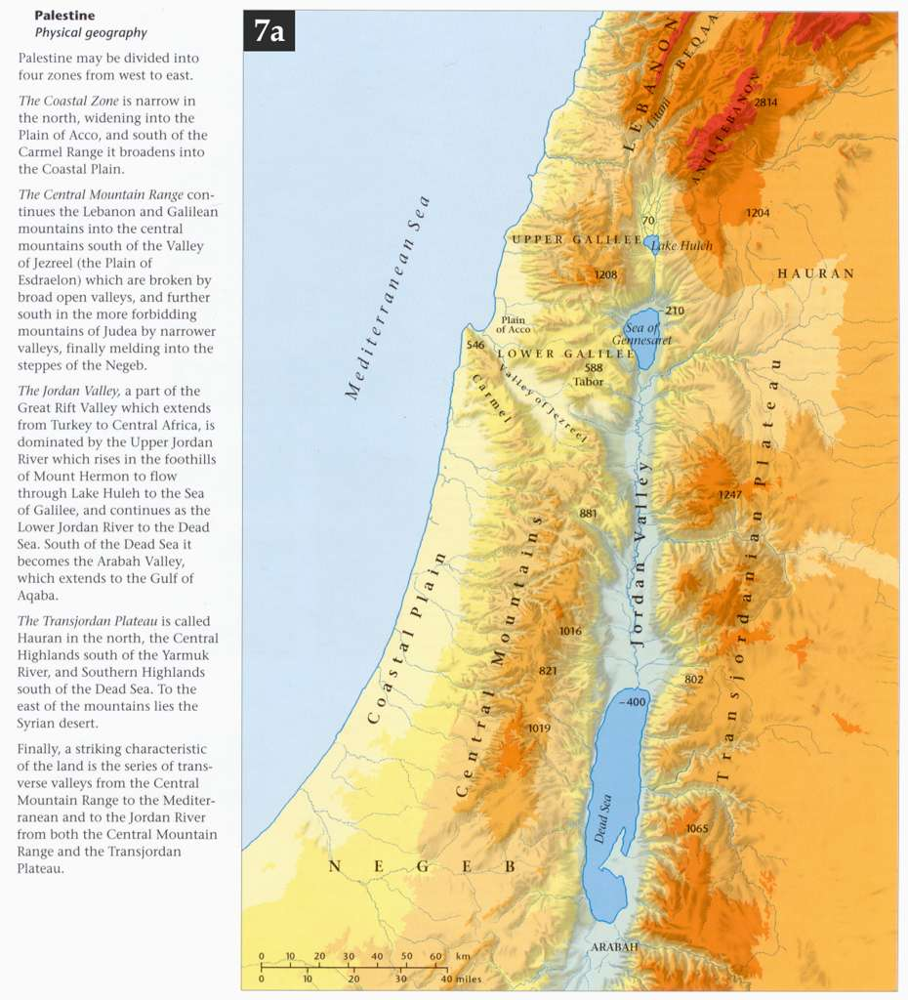 Palestine
Physical geography
Palestine may be divided into
four zones from west to east.
The Coastal Zone is narrow in
the north, widening into the
Plain of Acco, and south of the
Carmel Range it broadens into
the Coastal Plain.
The Central Mountain Range con-
tinues the Lebanon and Galilean
mountains into the central
mountains south of the Valley
of Jezreel (the Plain of
Esdraelon) which are broken by
broad open valleys, and further
south in the more forbidding
mountains of Judea by narrower
valleys, finally melding into the
steppes of the Negeb.
The Jordan Valley, a part of the
Great Rift Valley which extends
from Turkey to Central Africa, is
dominated by the Upper Jordan
River which rises in the foothills
of Mount Hermon to flow
through Lake Huleh to the Sea
of Galilee, and continues as the
Lower Jordan River to the Dead
Sea. South of the Dead Sea it
becomes the Arabah Valley,
which extends to the Gulf of
Aqaba.
The Transjordan Plateau is called
Hauran in the north, the Central
Highlands south of the Yarmuk
River, and Southern Highlands
south of the Dead Sea. To the
east of the mountains lies the
Syrian desert.
Finally, a striking characteristic
of the land is the series of trans-
verse valleys from the Central
Mountain Range to the Mediter-
ranean and to the Jordan River
from both the Central Mountain
Range and the Transjordan
Plateau.
7a
LEBANON
BEQAA
Litani
ANTI LEBANON
2814
1204
70
UPPER GALILEE
Lake Huleh
HAURAN
1208
Mediterranean Sea
-210
Plain
of Acco
Sea of
Gennesaret
546
LOWER GALILEE
588
Tabor
Carmel
Valley of Jezreel
1247
881
Jordan Valley
Transjordanian Plateau
Coastal Plain
Central Mountains
1016
821
802
-400
1019
Dead Sea
1065
NEGEB
ARABAH
0 10 20 30 40 50 60 km
0 10 20 30 40 miles